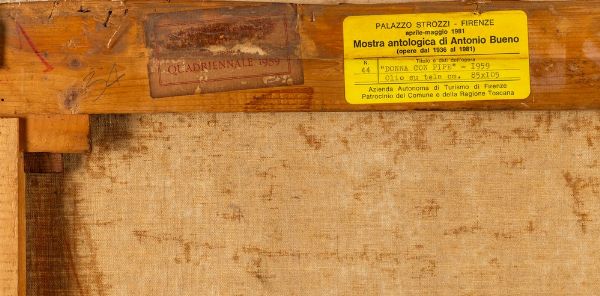 QUADRIENNALE 1959
PALAZZO STROZZI - FIRENZE
aprile-maggio 1981
Mostra antologica di Antonio Bueno
(opere dal 1936 al 1981)
Titolo e dati dell'opera
N
64
"DONNA CON PIPE" - 1959
Olio su tela cm. 85x105
Azienda Autonoma di Turismo di Firenze
Patrocinio del Comune e della Regione Toscana